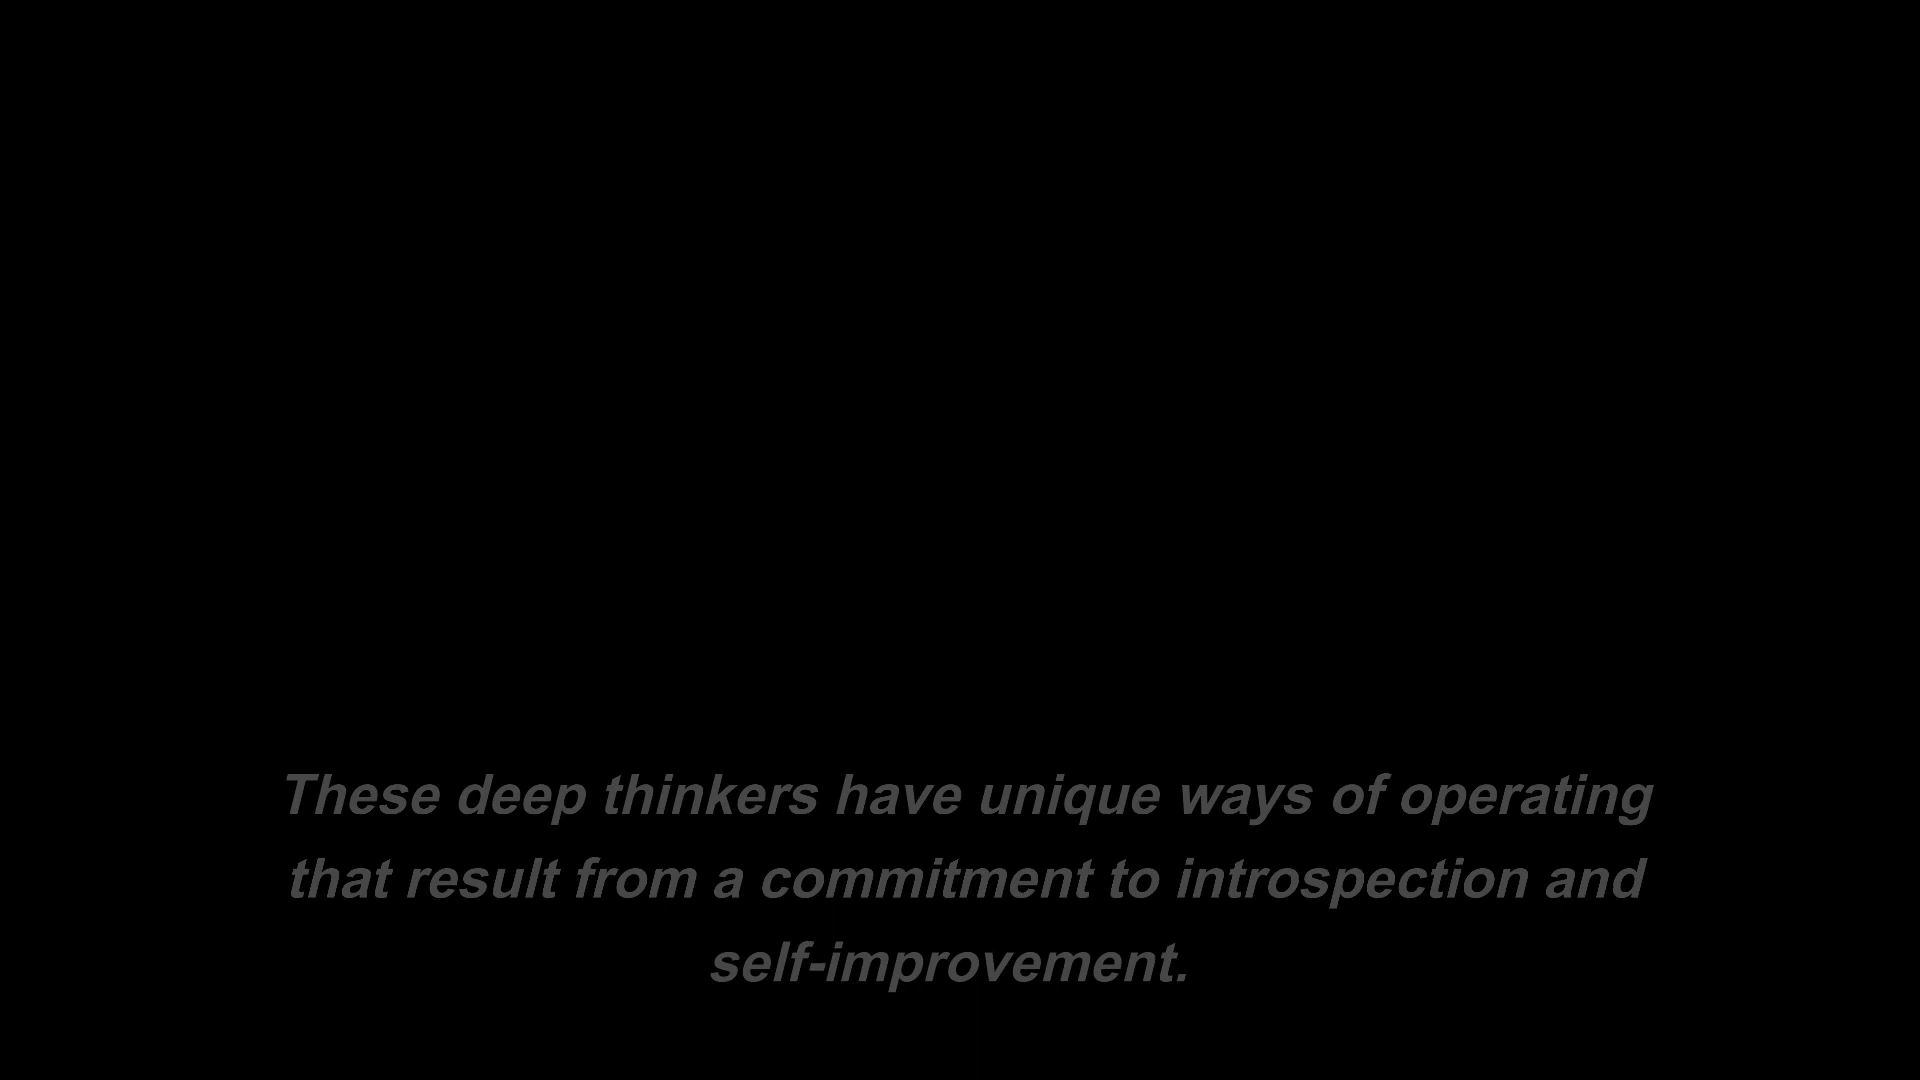 These deep thinkers have unique ways of operating
that result from a commitment to introspection and
self-improvement.